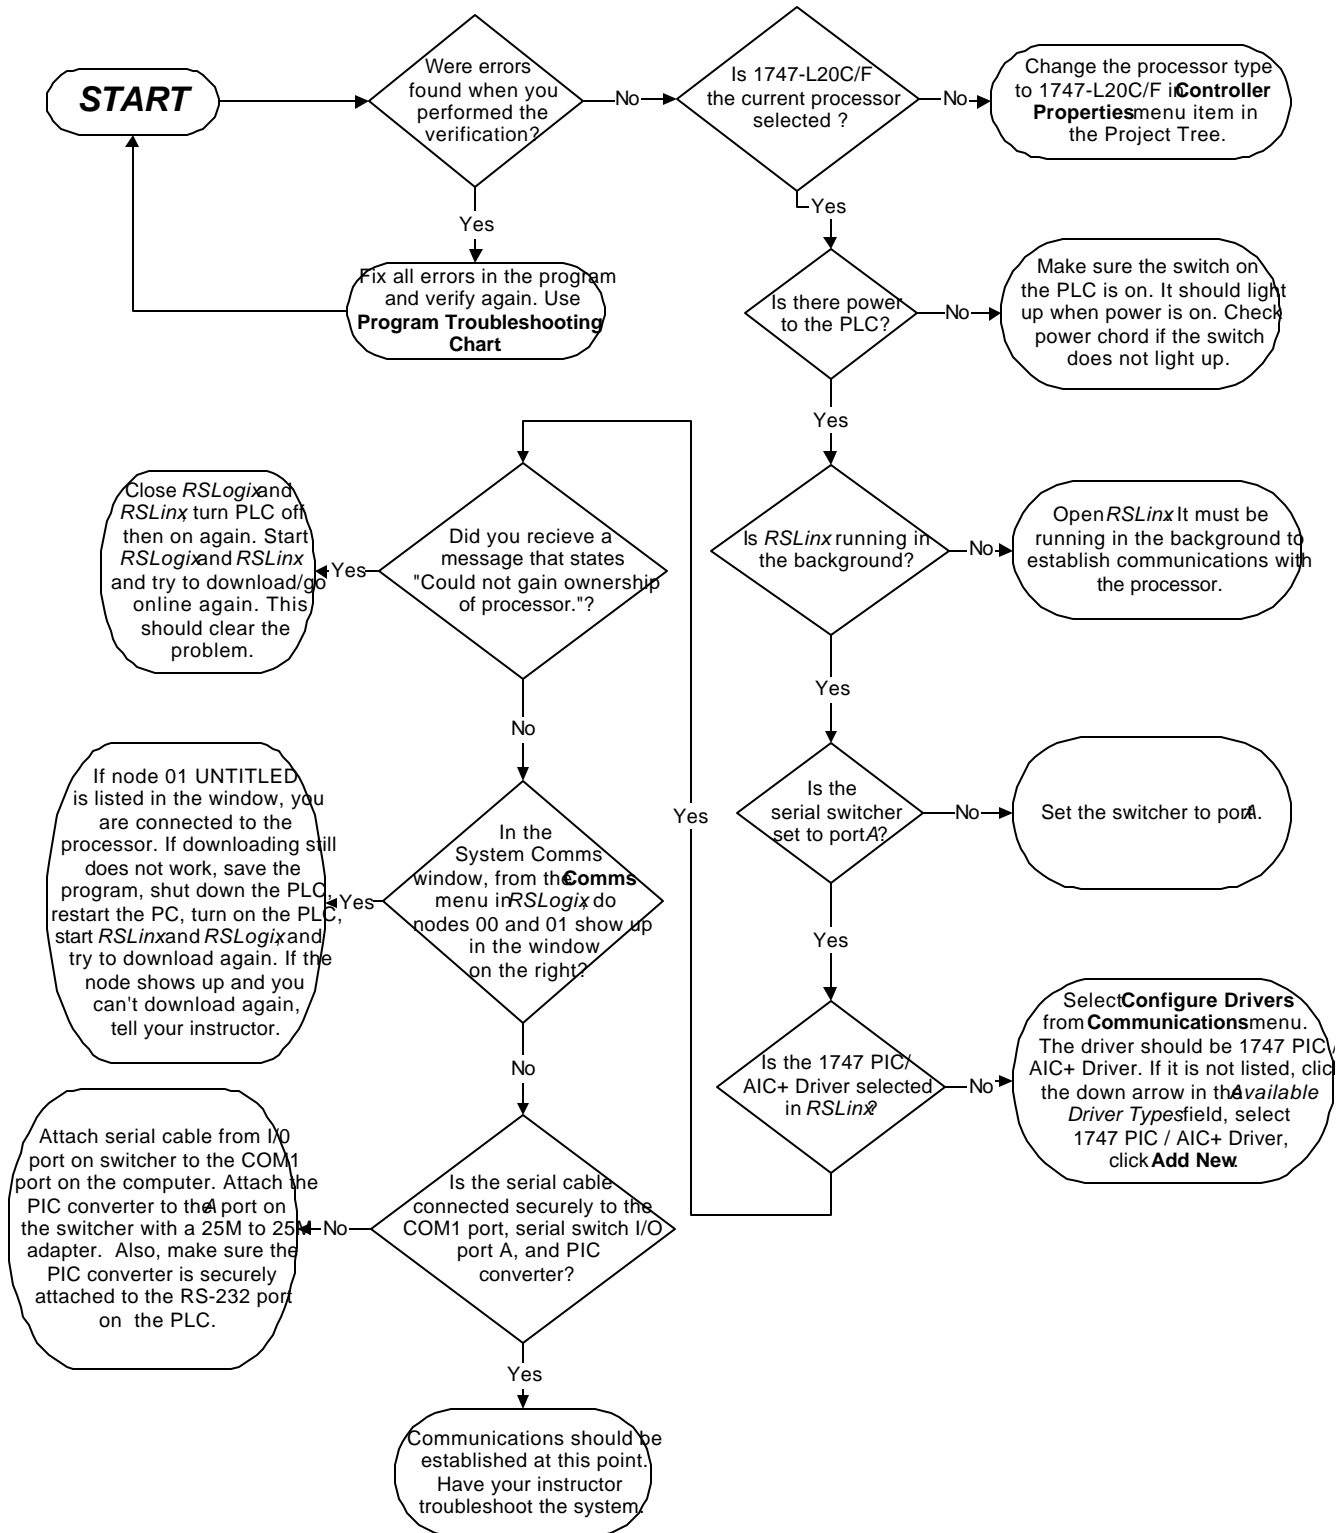 START
Were errors
found when you
performed the
verification?
No
Is 1747-L20C/F
the current processor
selected ?
No
Change the processor type
to 1747-L20C/F in Controller
Properties menu item in
the Project Tree.
Yes
Fix all errors in the program
and verify again. Use
Program Troubleshooting
Chart
Yes
Is there power
to the PLC?
No
Make sure the switch on
the PLC is on. It should light
up when power is on. Check
power chord if the switch
does not light up.
Yes
Is RSLinx running in
the background?
No
Open RSLinx. It must be
running in the background to
establish communications with
the processor.
Yes
Is the
serial switcher
set to port A?
No
Set the switcher to port A.
Yes
Is the 1747 PIC/
AIC+ Driver selected
in RSLinx?
No
Select Configure Drivers
from Communications menu.
The driver should be 1747 PIC /
AIC+ Driver. If it is not listed, click
the down arrow in the Available
Driver Types field, select
1747 PIC / AIC+ Driver,
click Add New.
Yes
Did you recieve a
message that states
"Could not gain ownership
of processor."?
Yes
Close RSLogix and
RSLinx, turn PLC off
then on again. Start
RSLogix and RSLinx
and try to download/go
online again. This
should clear the
problem.
No
In the
System Comms
window, from the Comms
menu in RSLogix, do
nodes 00 and 01 show up
in the window
on the right?
Yes
If node 01 UNTITLED
is listed in the window, you
are connected to the
processor. If downloading still
does not work, save the
program, shut down the PLC,
restart the PC, turn on the PLC,
start RSLinx and RSLogix, and
try to download again. If the
node shows up and you
can't download again,
tell your instructor.
No
Is the serial cable
connected securely to the
COM1 port, serial switch I/O
port A, and PIC
converter?
No
Attach serial cable from I/0
port on switcher to the COM1
port on the computer. Attach the
PIC converter to the A port on
the switcher with a 25M to 25M
adapter. Also, make sure the
PIC converter is securely
attached to the RS-232 port
on the PLC.
Yes
Communications should be
established at this point.
Have your instructor
troubleshoot the system.